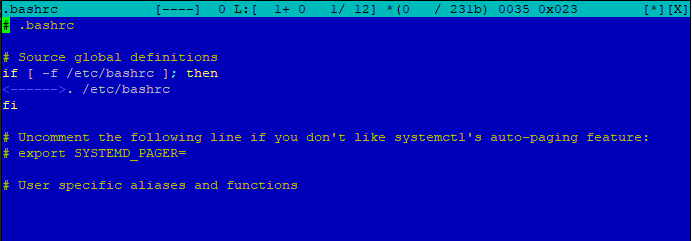 .bashrc [----] 0 L:[ 1+ 0 1/ 12] *(0 / 231b) 0035 0x023 [*][X]
# .bashrc
# Source global definitions
if [ -f /etc/bashrc ]; then
<------>. /etc/bashrc
fi
# Uncomment the following line if you don't like systemctl's auto-paging feature:
# export SYSTEMD_PAGER=
# User specific aliases and functions